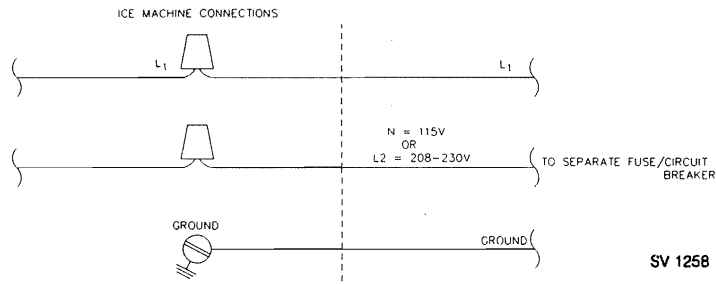 ICE MACHINE CONNECTIONS
L1
L1
N = 115V
OR
L2 = 208-230V
TO SEPARATE FUSE/CIRCUIT
BREAKER
GROUND
GROUND
SV 1258